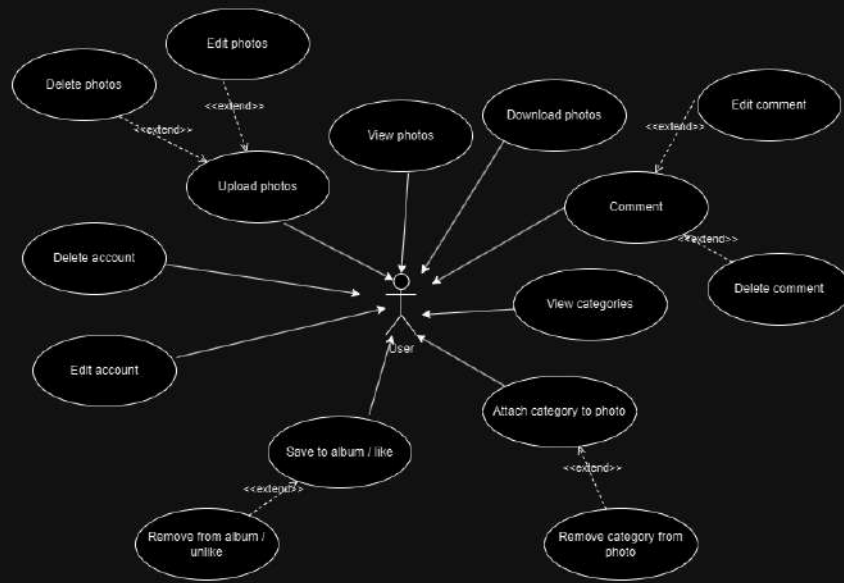 Edit photos
Delete photos
<<extend>>
<<extend>>
Upload photos
View photos
Download photos
Edit comment
<<extend>>
Comment
<<extend>>
Delete comment
Delete account
View categories
User
Edit account
Attach category to photo
Save to album / like
<<extend>>
<<extend>>
Remove from album /
unlike
Remove category from
photo